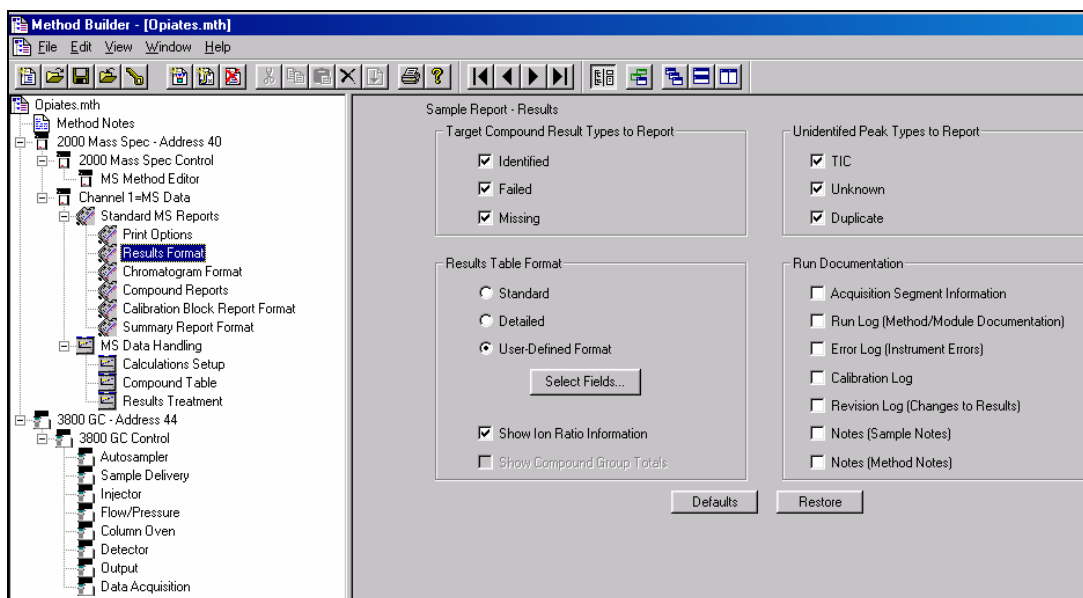 Method Builder - [Opiates.mth]
File Edit View Window Help
Opiates.mth
Method Notes
2000 Mass Spec - Address 40
2000 Mass Spec Control
MS Method Editor
Channel 1=MS Data
Standard MS Reports
Print Options
Results Format
Chromatogram Format
Compound Reports
Calibration Block Report Format
Summary Report Format
MS Data Handling
Calculations Setup
Compound Table
Results Treatment
3800 GC - Address 44
3800 GC Control
Autosampler
Sample Delivery
Injector
Flow/Pressure
Column Oven
Detector
Output
Data Acquisition
Sample Report - Results
Target Compound Result Types to Report
Identified
Failed
Missing
Unidentifed Peak Types to Report
TIC
Unknown
Duplicate
Results Table Format
Standard
Detailed
User-Defined Format
Select Fields...
Show Ion Ratio Information
Show Compound Group Totals
Run Documentation
Acquisition Segment Information
Run Log (Method/Module Documentation)
Error Log (Instrument Errors)
Calibration Log
Revision Log (Changes to Results)
Notes (Sample Notes)
Notes (Method Notes)
Defaults
Restore